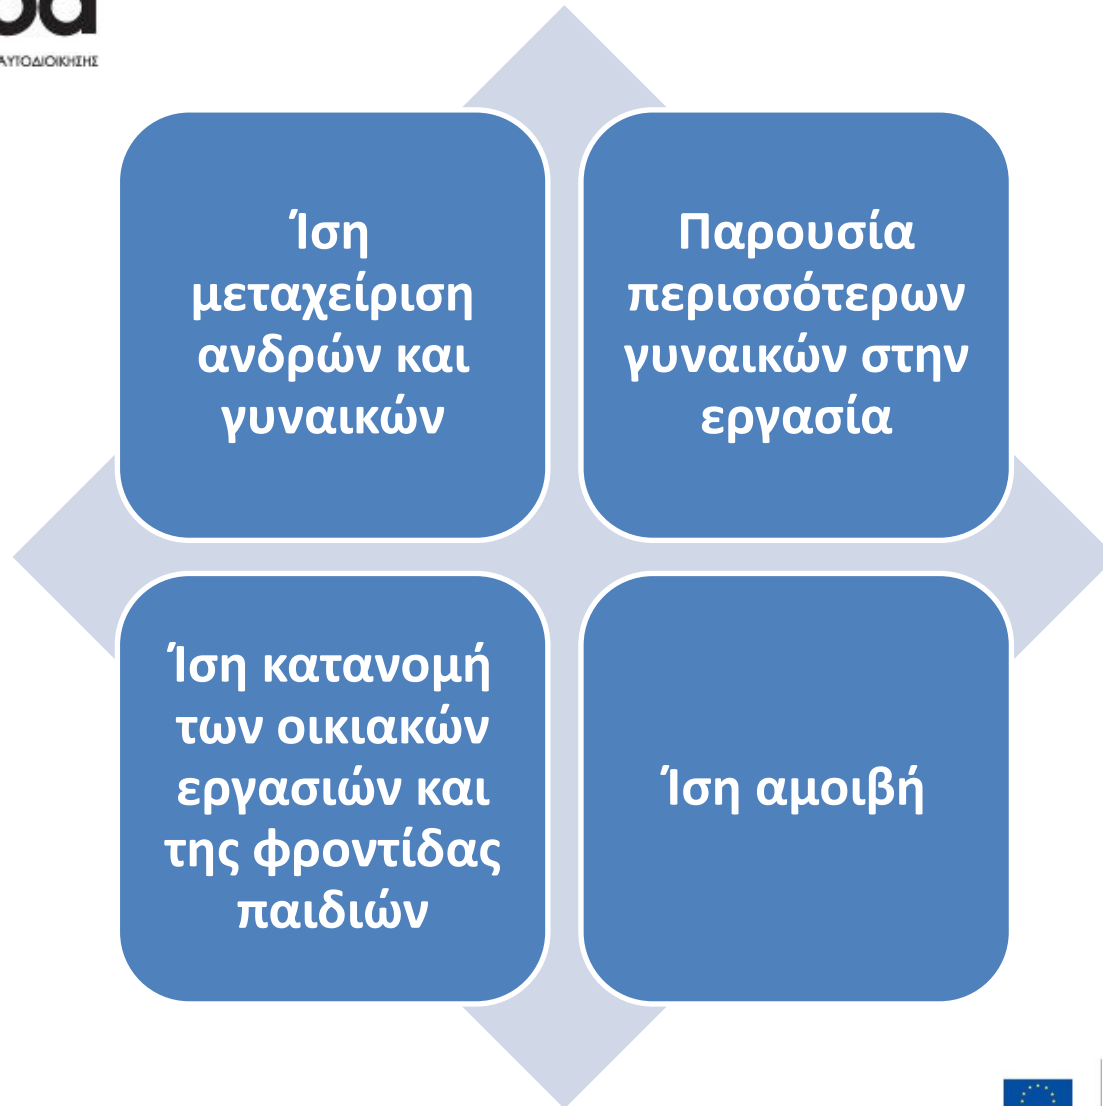 ΑΥΤΟΔΙΟΙΚΗΣΗΣ
Ίση
μεταχείριση
ανδρών και
γυναικών
Παρουσία
περισσότερων
γυναικών στην
εργασία
Ίση κατανομή
των οικιακών
εργασιών και
της φροντίδας
παιδιών
Ίση αμοιβή